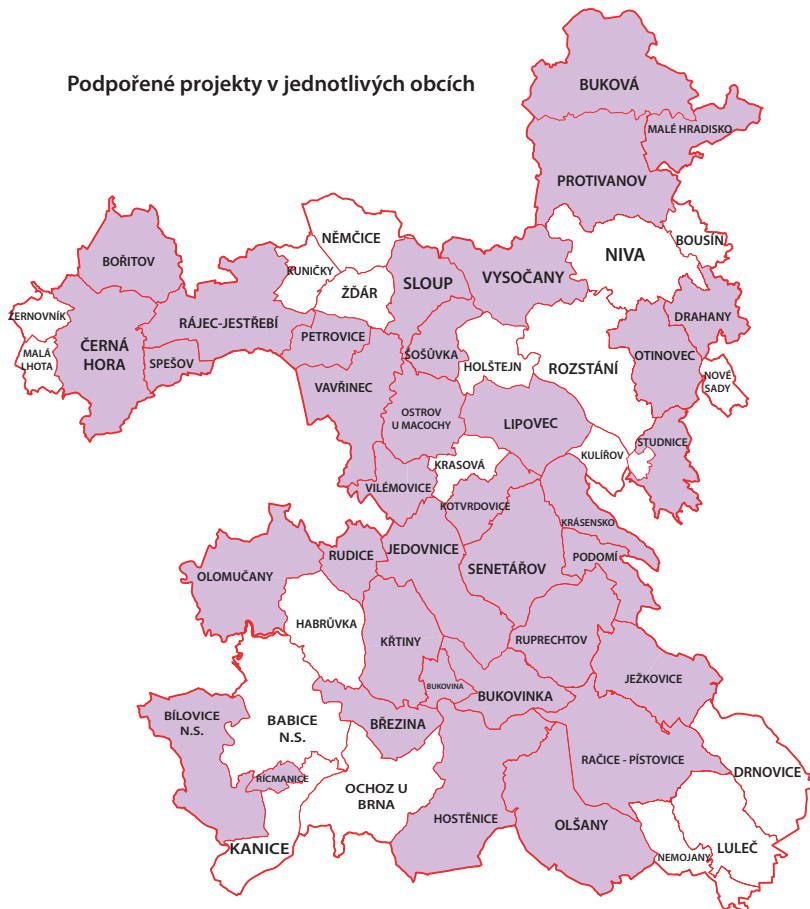 Podpořené projekty v jednotlivých obcích
BUKOVÁ
MALÉ HRADISKO
PROTIVANOV
NĚMČICE
BOUSÍN
BOŘITOV
KUNIČKY
SLOUP
VYSOČANY
NIVA
ŽĎÁR
ŽERNOVNÍK
RÁJEC-JESTŘEBÍ
DRAHANY
ČERNÁ
HORA
PETROVICE
MALÁ
LHOTA
SPEŠOV
ŠOŠŮVKA
HOLŠTEJN
ROZSTÁNÍ
OTINOVEC
NOVÉ
SADY
VAVŘINEC
OSTROV
U MACOCHY
LIPOVEC
STUDNICE
KRASOVÁ
KULÍŘOV
VILÉMOVICE
KOTVRDOVICE
KRÁSENSKO
RUDICE
JEDOVNICE
PODOMÍ
OLOMUČANY
SENETÁŘOV
HABRŮVKA
KŘTINY
RUPRECHTOV
JEŽKOVICE
BUKOVINA
BUKOVINKA
BÍLOVICE
N.S.
BABICE
N.S.
BŘEZINA
RAČICE - PÍSTOVICE
ŘÍCMANICE
DRNOVICE
OCHOZ U
BRNA
HOSTĚNICE
OLŠANY
KANICE
NEMOJANY
LULEČ